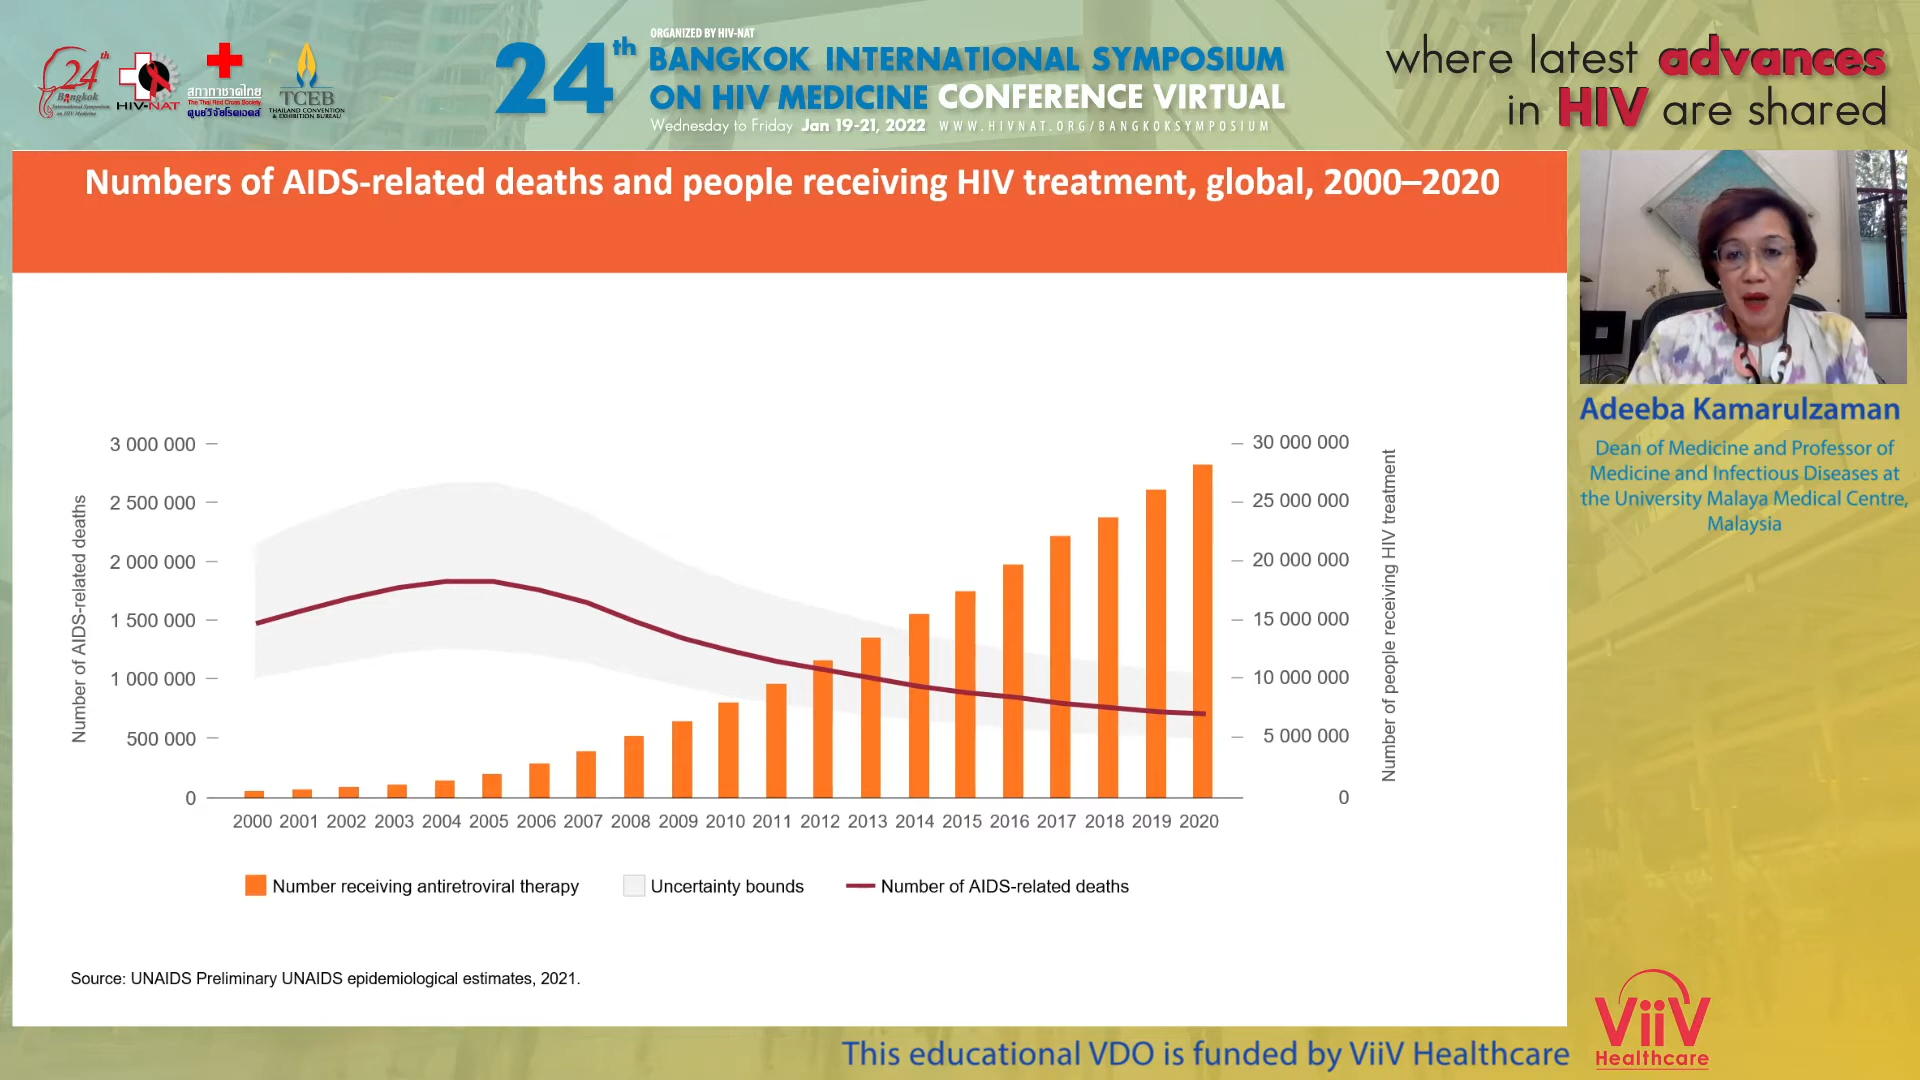 24th
Bangkok
International Symposium
on HIV Medicine
HIV-NAT
สภากาชาดไทย
The Thai Red Cross Society
ศูนย์วิจัยโรคเอดส์
TCEB
THAILAND CONVENTION
& EXHIBITION BUREAU
ORGANIZED BY HIV-NAT
24th BANGKOK INTERNATIONAL SYMPOSIUM
ON HIV MEDICINE CONFERENCE VIRTUAL
Wednesday to Friday Jan 19-21, 2022 WWW.HIVNAT.ORG/BANGKOKSYMPOSIUM
where latest advances
in HIV are shared
Numbers of AIDS-related deaths and people receiving HIV treatment, global, 2000–2020
Number of AIDS-related deaths
3 000 000
2 500 000
2 000 000
1 500 000
1 000 000
500 000
0
30 000 000
25 000 000
20 000 000
15 000 000
10 000 000
5 000 000
0
Number of people receiving HIV treatment
2000 2001 2002 2003 2004 2005 2006 2007 2008 2009 2010 2011 2012 2013 2014 2015 2016 2017 2018 2019 2020
Number receiving antiretroviral therapy Uncertainty bounds Number of AIDS-related deaths
Source: UNAIDS Preliminary UNAIDS epidemiological estimates, 2021.
Adeeba Kamarulzaman
Dean of Medicine and Professor of
Medicine and Infectious Diseases at
the University Malaya Medical Centre,
Malaysia
This educational VDO is funded by ViiV Healthcare
ViiV
Healthcare